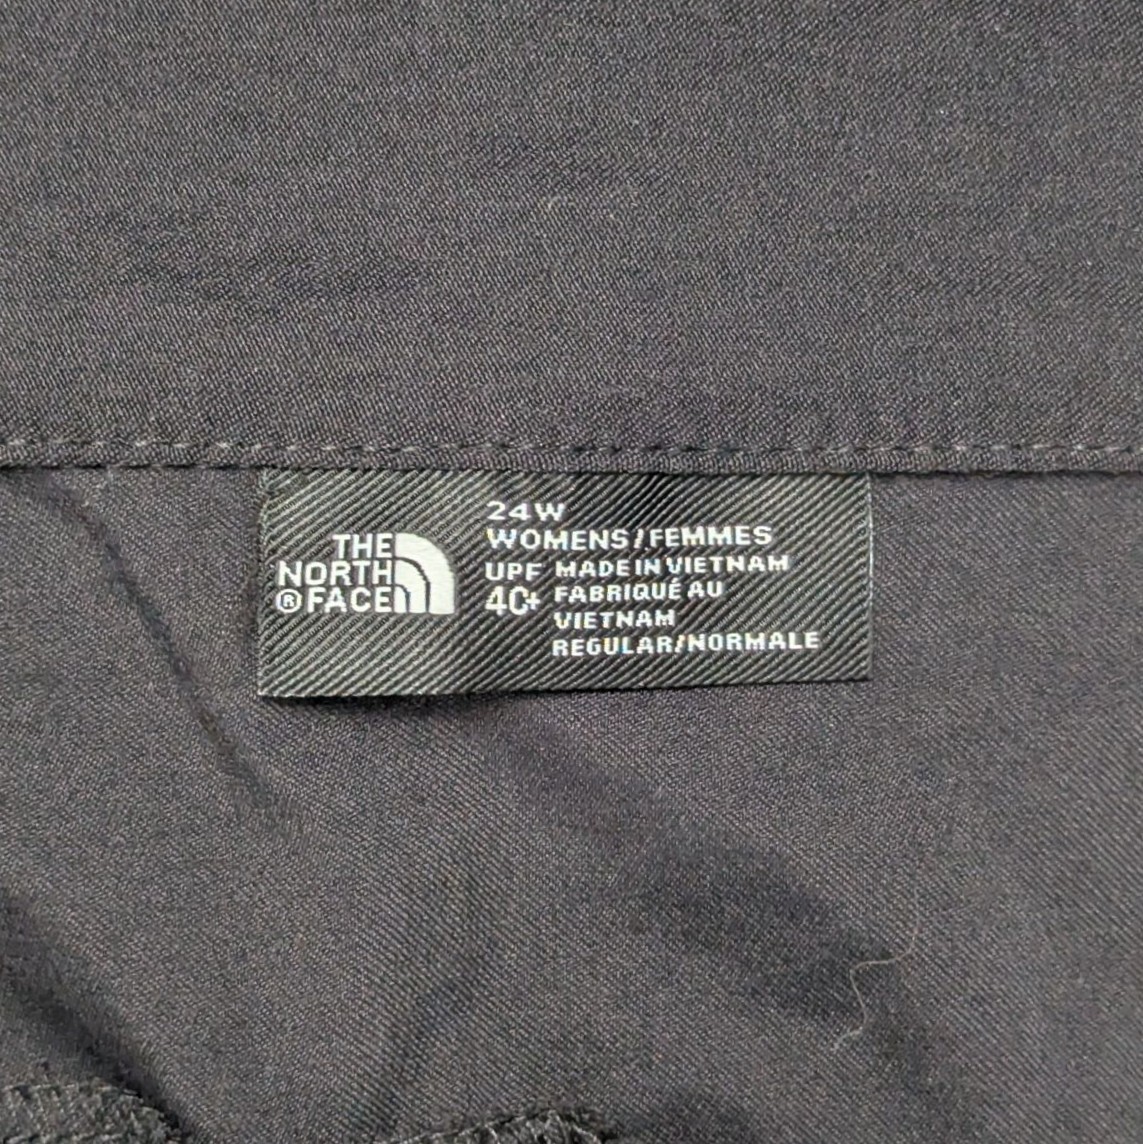 THE
NORTH
® FACE
24W
WOMENS/FEMMES
UPF
40+
MADE IN VIETNAM
FABRIQUÉ AU
VIETNAM
REGULAR/NORMALE